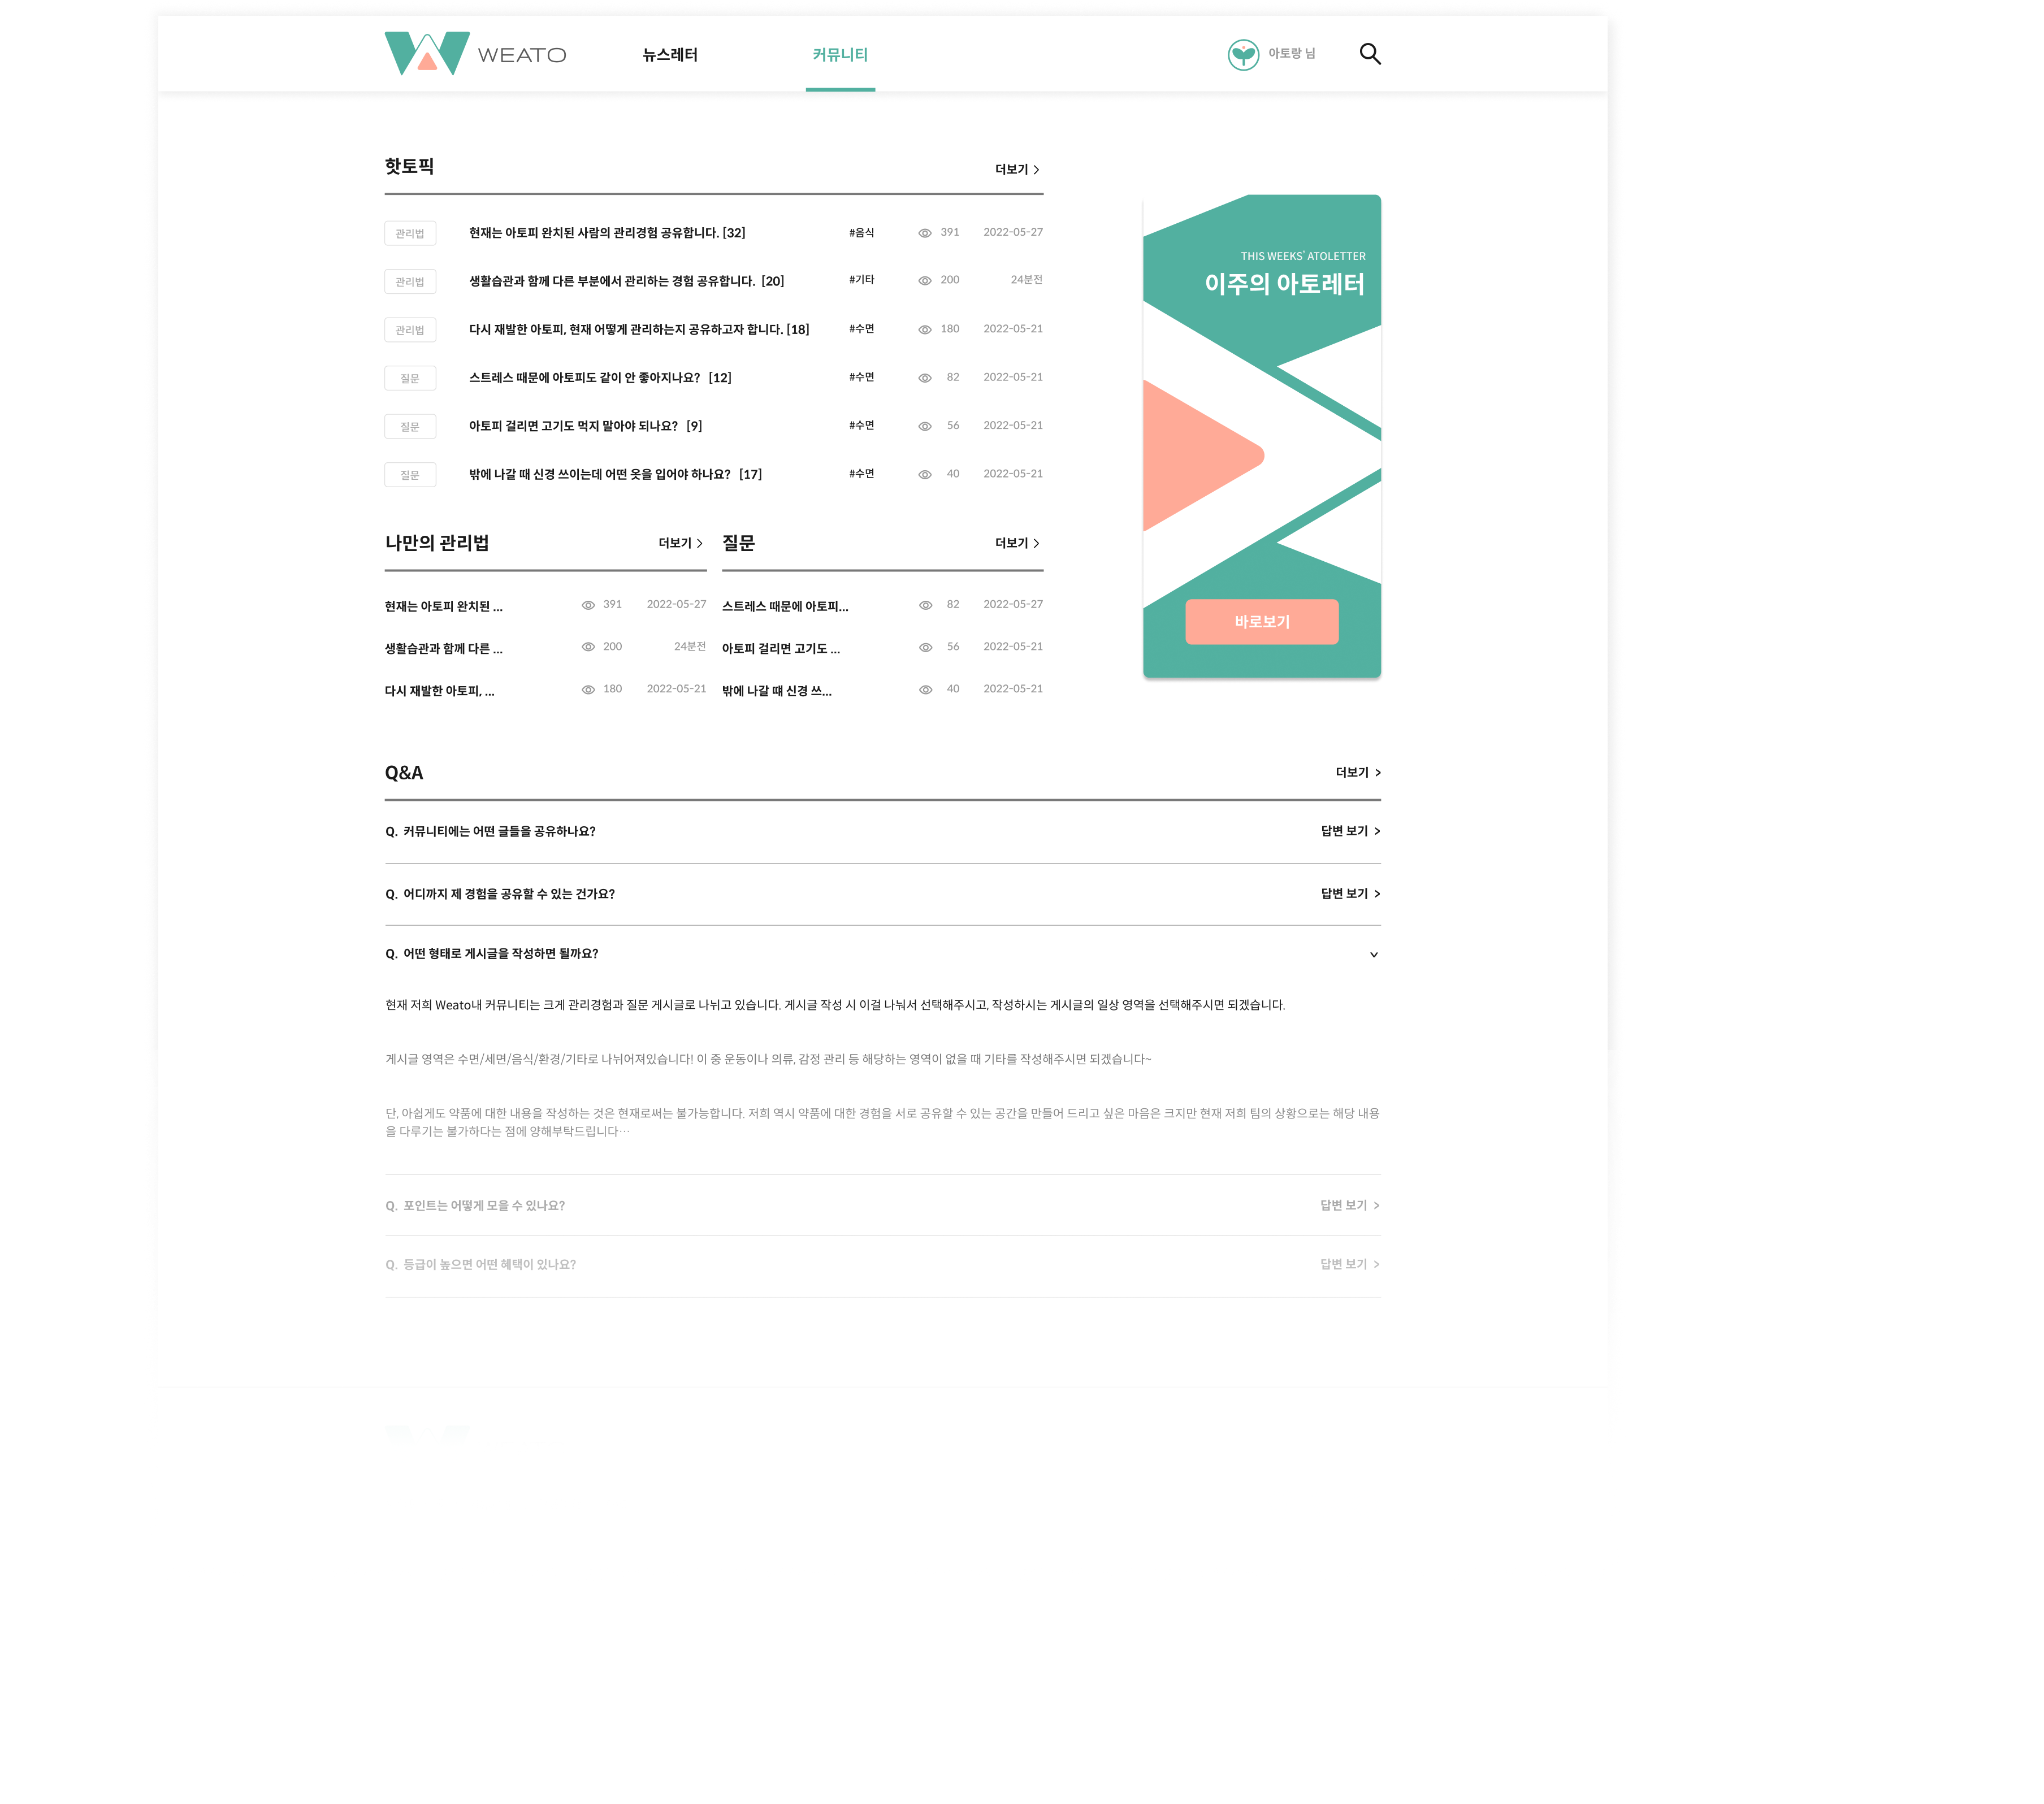 WEATO 뉴스레터 커뮤니티 아토랑 님
핫토픽 더보기 >
관리법 현재는 아토피 완치된 사람의 관리경험 공유합니다. [32] #음식 391 2022-05-27
관리법 생활습관과 함께 다른 부분에서 관리하는 경험 공유합니다. [20] #기타 200 24분전
관리법 다시 재발한 아토피, 현재 어떻게 관리하는지 공유하고자 합니다. [18] #수면 180 2022-05-21
질문 스트레스 때문에 아토피도 같이 안 좋아지나요? [12] #수면 82 2022-05-21
질문 아토피 걸리면 고기도 먹지 말아야 되나요? [9] #수면 56 2022-05-21
질문 밖에 나갈 때 신경 쓰이는데 어떤 옷을 입어야 하나요? [17] #수면 40 2022-05-21
THIS WEEKS' ATOLETTER
이주의 아토레터
바로보기
나만의 관리법 더보기 >
현재는 아토피 완치된 ... 391 2022-05-27
생활습관과 함께 다른 ... 200 24분전
다시 재발한 아토피, ... 180 2022-05-21
질문 더보기 >
스트레스 때문에 아토피... 82 2022-05-27
아토피 걸리면 고기도 ... 56 2022-05-21
밖에 나갈 떄 신경 쓰... 40 2022-05-21
Q&A 더보기 >
Q. 커뮤니티에는 어떤 글들을 공유하나요? 답변 보기 >
Q. 어디까지 제 경험을 공유할 수 있는 건가요? 답변 보기 >
Q. 어떤 형태로 게시글을 작성하면 될까요?
현재 저희 Weato내 커뮤니티는 크게 관리경험과 질문 게시글로 나뉘고 있습니다. 게시글 작성 시 이걸 나눠서 선택해주시고, 작성하시는 게시글의 일상 영역을 선택해주시면 되겠습니다.
게시글 영역은 수면/세면/음식/환경/기타로 나뉘어져있습니다! 이 중 운동이나 의류, 감정 관리 등 해당하는 영역이 없을 때 기타를 작성해주시면 되겠습니다~
단, 아쉽게도 약품에 대한 내용을 작성하는 것은 현재로써는 불가능합니다. 저희 역시 약품에 대한 경험을 서로 공유할 수 있는 공간을 만들어 드리고 싶은 마음은 크지만 현재 저희 팀의 상황으로는 해당 내용
을 다루기는 불가하다는 점에 양해부탁드립니다…
Q. 포인트는 어떻게 모을 수 있나요? 답변 보기 >
Q. 등급이 높으면 어떤 혜택이 있나요? 답변 보기 >